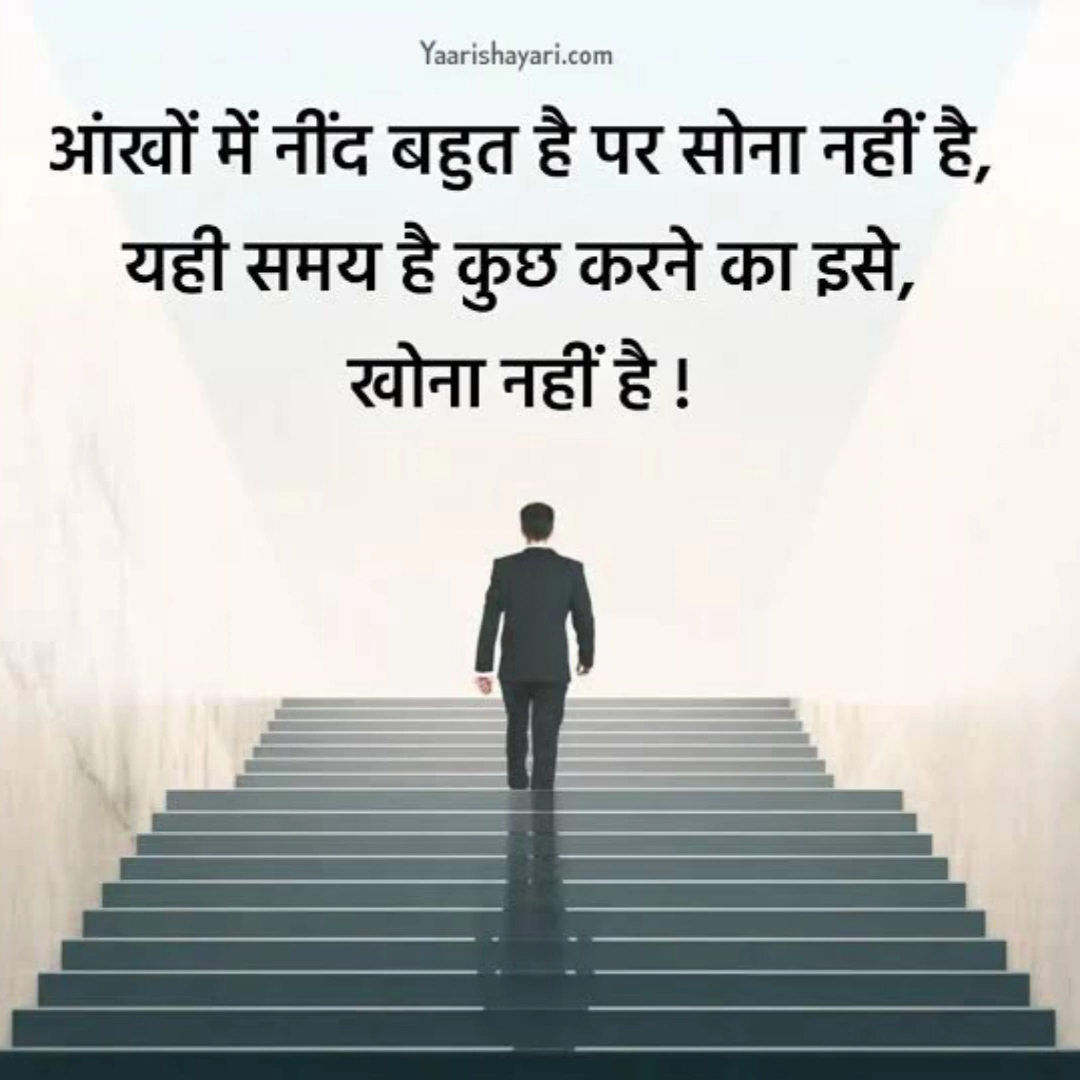 Yaarishayari.com
आंखों में नींद बहुत है पर सोना नहीं है,
यही समय है कुछ करने का इसे,
खोना नहीं है !